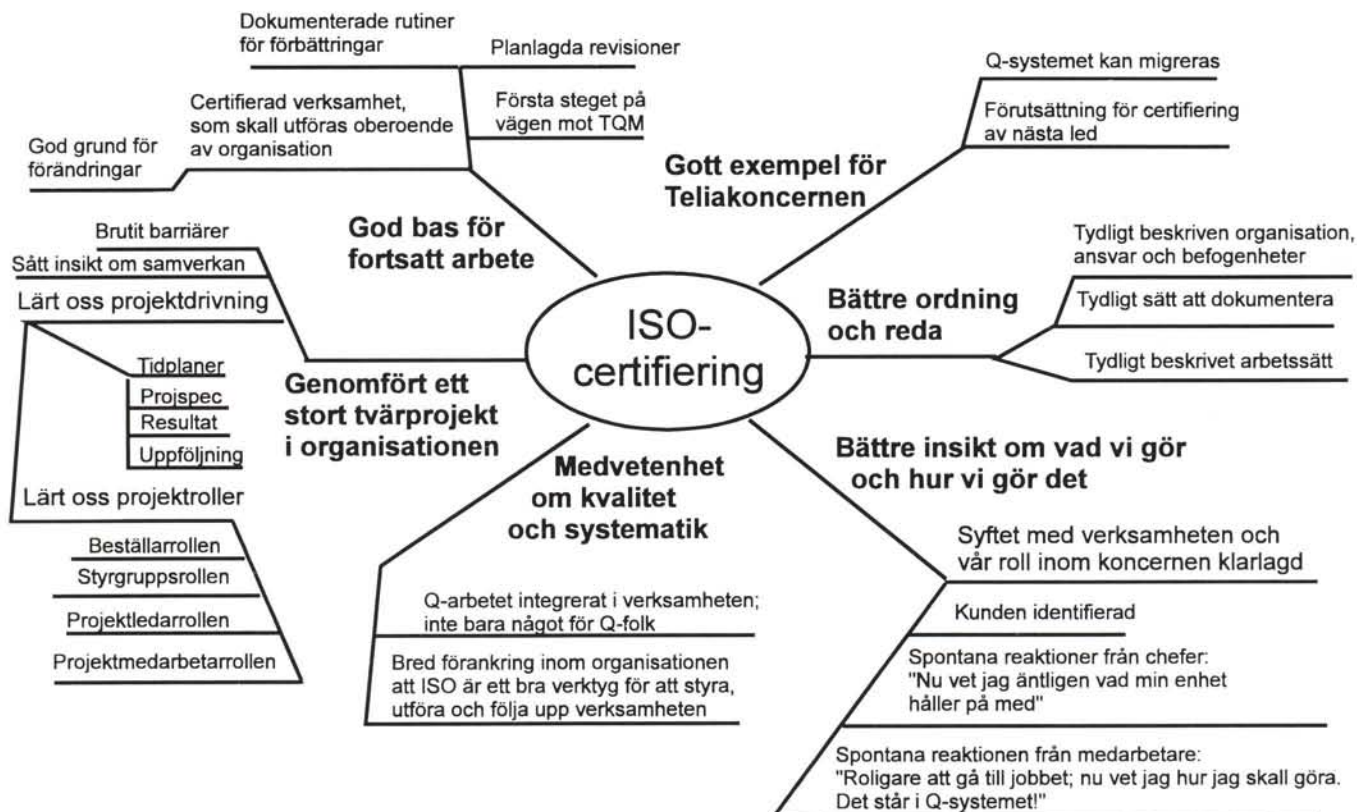 Dokumenterade rutiner
för förbättringar
Planlagda revisioner
Certifierad verksamhet,
som skall utföras oberoende
av organisation
Första steget på
vägen mot TQM
God grund för
förändringar
God bas för
fortsatt arbete
Q-systemet kan migreras
Förutsättning för certifiering
av nästa led
Gott exempel för
Teliakoncernen
Brutit barriärer
Sått insikt om samverkan
Lärt oss projektdrivning
Tidplaner
Projspec
Resultat
Uppföljning
Lärt oss projektroller
Beställarrollen
Styrgruppsrollen
Projektledarrollen
Projektmedarbetarrollen
Genomfört ett
stort tvärprojekt
i organisationen
ISO-
certifiering
Bättre ordning
och reda
Tydligt beskriven organisation,
ansvar och befogenheter
Tydligt sätt att dokumentera
Tydligt beskrivet arbetssätt
Medvetenhet
om kvalitet
och systematik
Q-arbetet integrerat i verksamheten;
inte bara något för Q-folk
Bred förankring inom organisationen
att ISO är ett bra verktyg för att styra,
utföra och följa upp verksamheten
Bättre insikt om vad vi gör
och hur vi gör det
Syftet med verksamheten och
vår roll inom koncernen klarlagd
Kunden identifierad
Spontana reaktioner från chefer:
"Nu vet jag äntligen vad min enhet
håller på med"
Spontana reaktionen från medarbetare:
"Roligare att gå till jobbet; nu vet jag hur jag skall göra.
Det står i Q-systemet!"